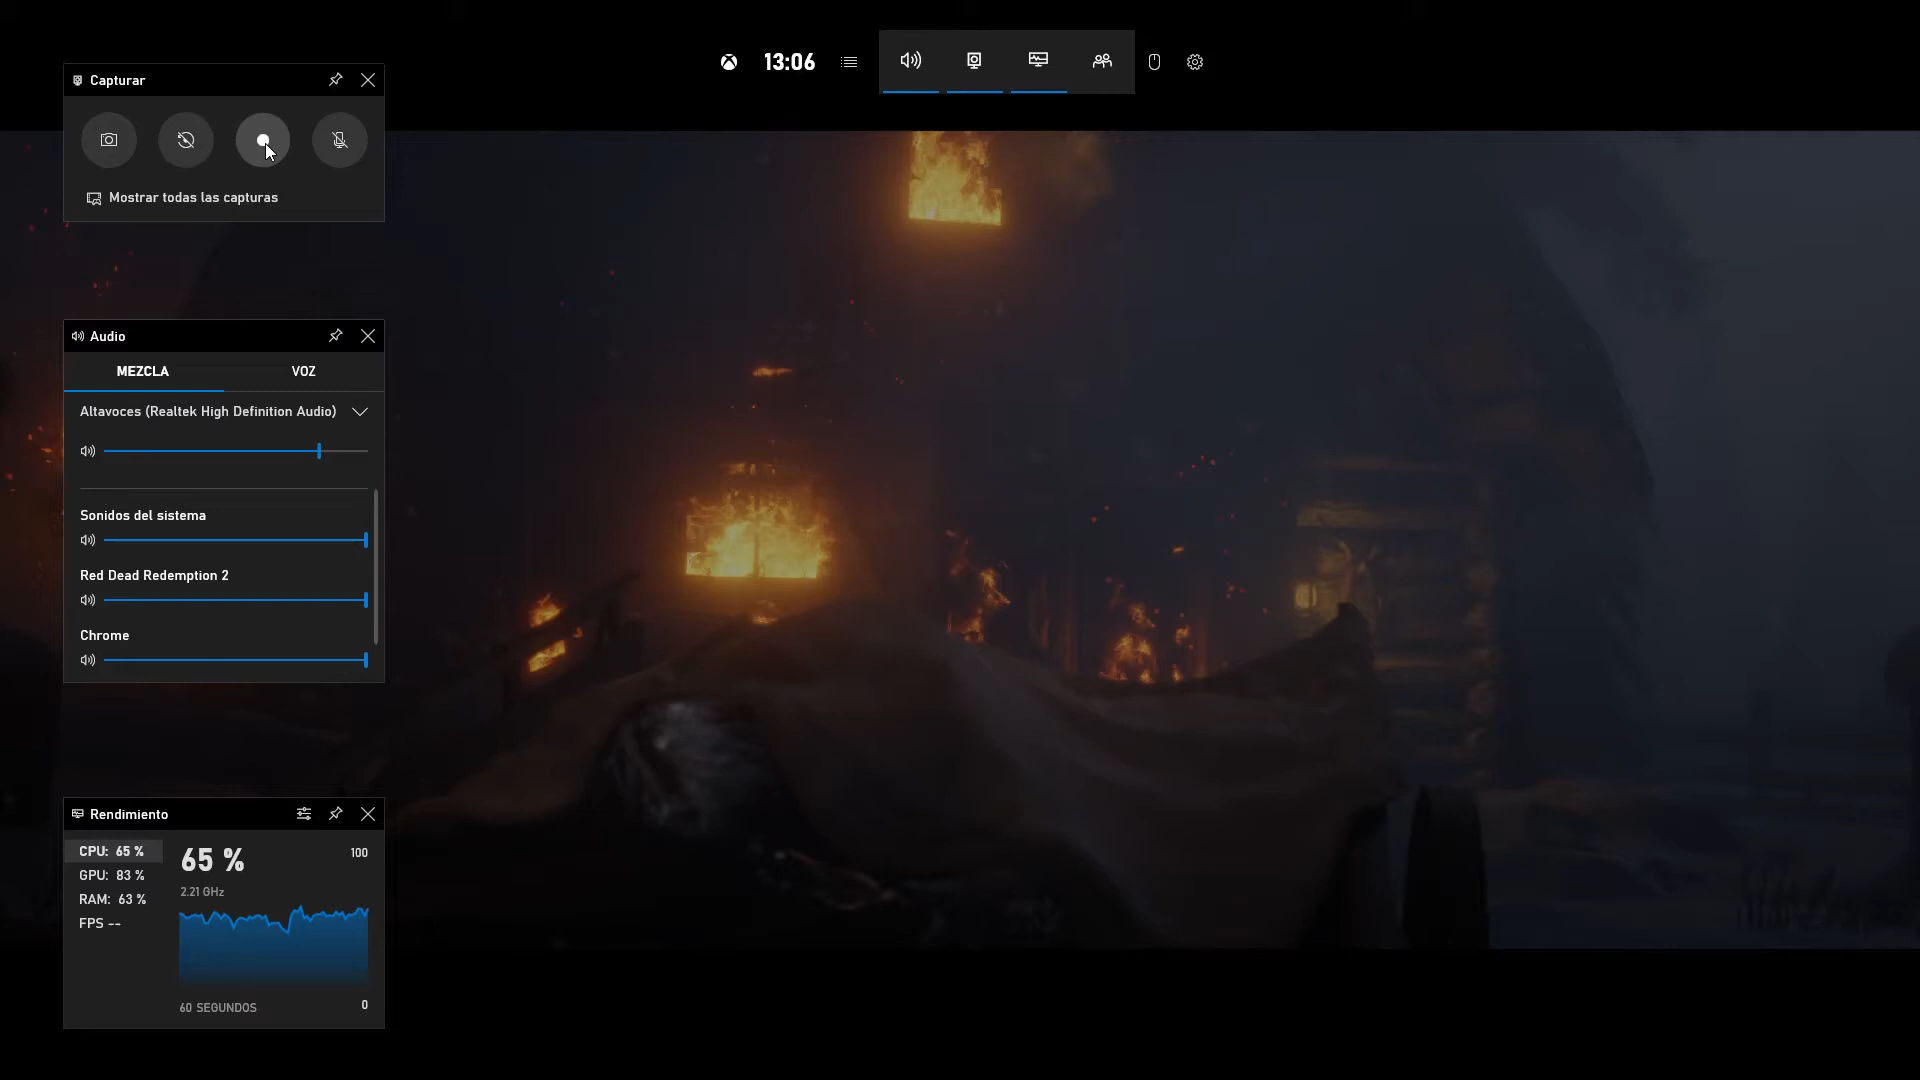 13:06
Capturar
Mostrar todas las capturas
Audio
MEZCLA
VOZ
Altavoces (Realtek High Definition Audio)
Sonidos del sistema
Red Dead Redemption 2
Chrome
Rendimiento
CPU: 65 %
GPU: 83 %
RAM: 63 %
FPS --
65 %
100
2.21 GHz
60 SEGUNDOS
0